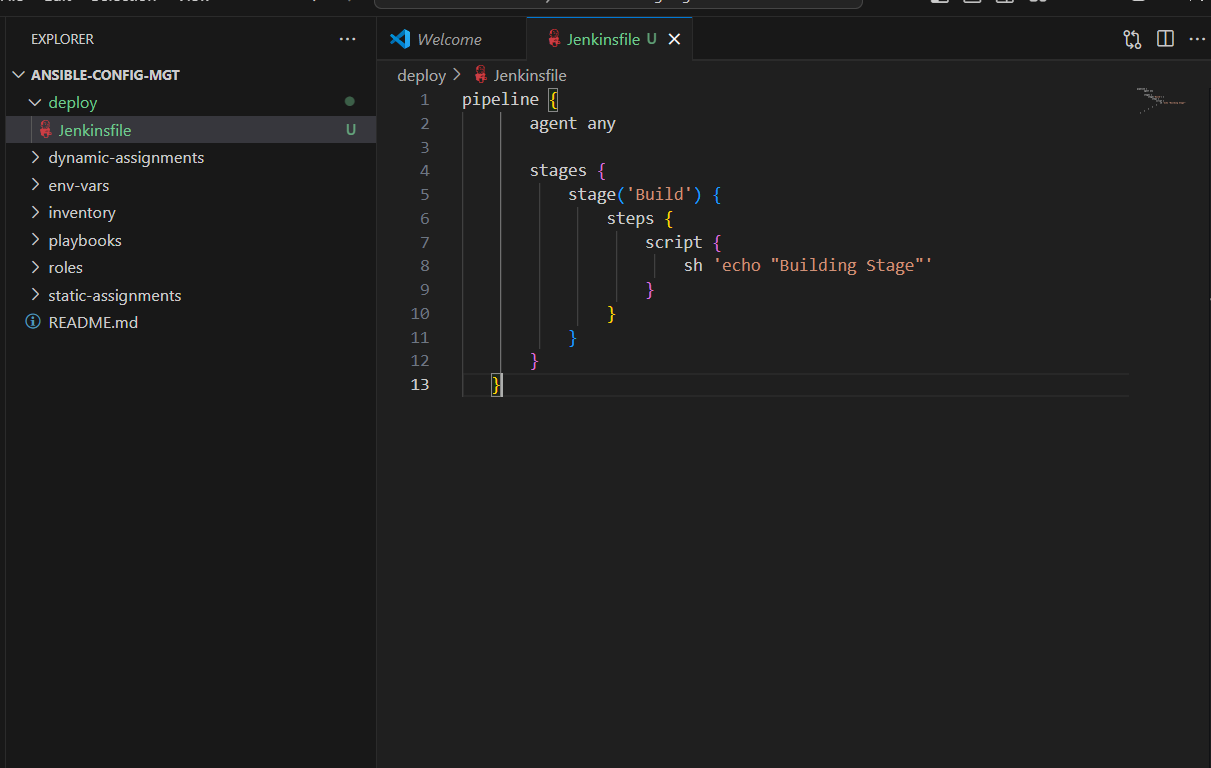 EXPLORER
ANSIBLE-CONFIG-MGT
deploy
Jenkinsfile U
dynamic-assignments
env-vars
inventory
playbooks
roles
static-assignments
README.md
Welcome
Jenkinsfile U
deploy > Jenkinsfile
1 pipeline {
2 agent any
3
4 stages {
5 stage('Build') {
6 steps {
7 script {
8 sh 'echo "Building Stage"'
9 }
10 }
11 }
12 }
13 }